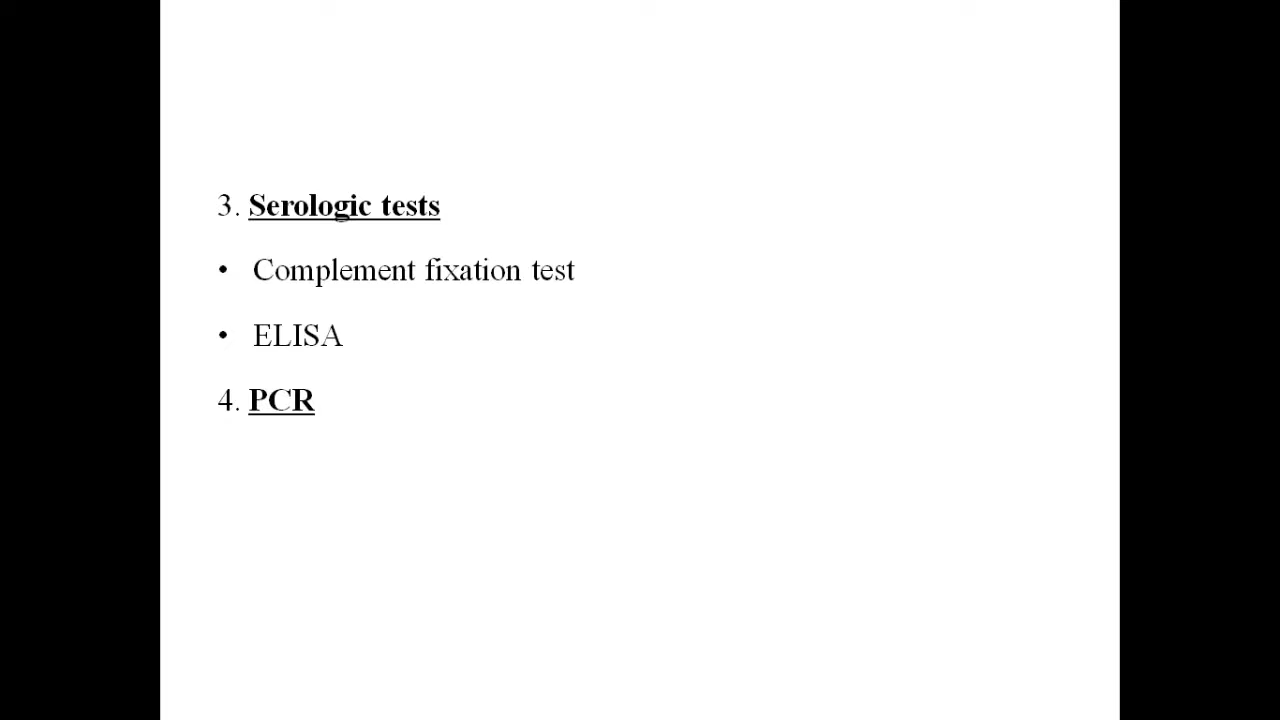 3. Serologic tests
• Complement fixation test
• ELISA
4. PCR